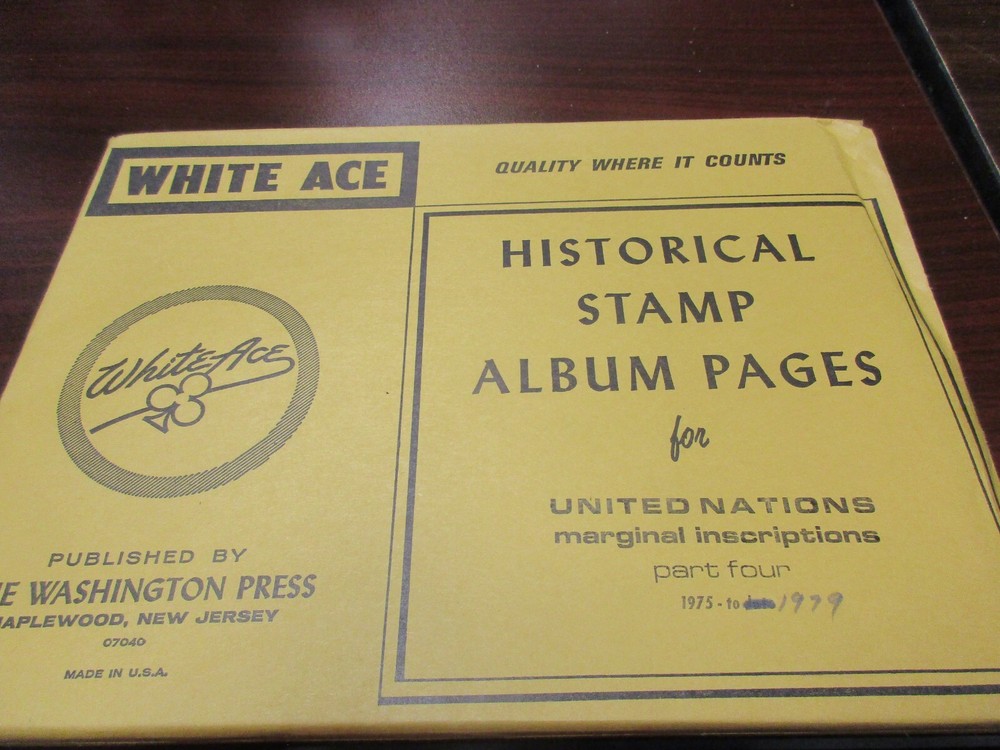 WHITE ACE
QUALITY WHERE IT COUNTS
White Ace
PUBLISHED BY
E WASHINGTON PRESS
APLEWOOD, NEW JERSEY
07040
MADE IN U.S.A.
HISTORICAL
STAMP
ALBUM PAGES
for
UNITED NATIONS
marginal inscriptions
part four
1975 - to date 1979